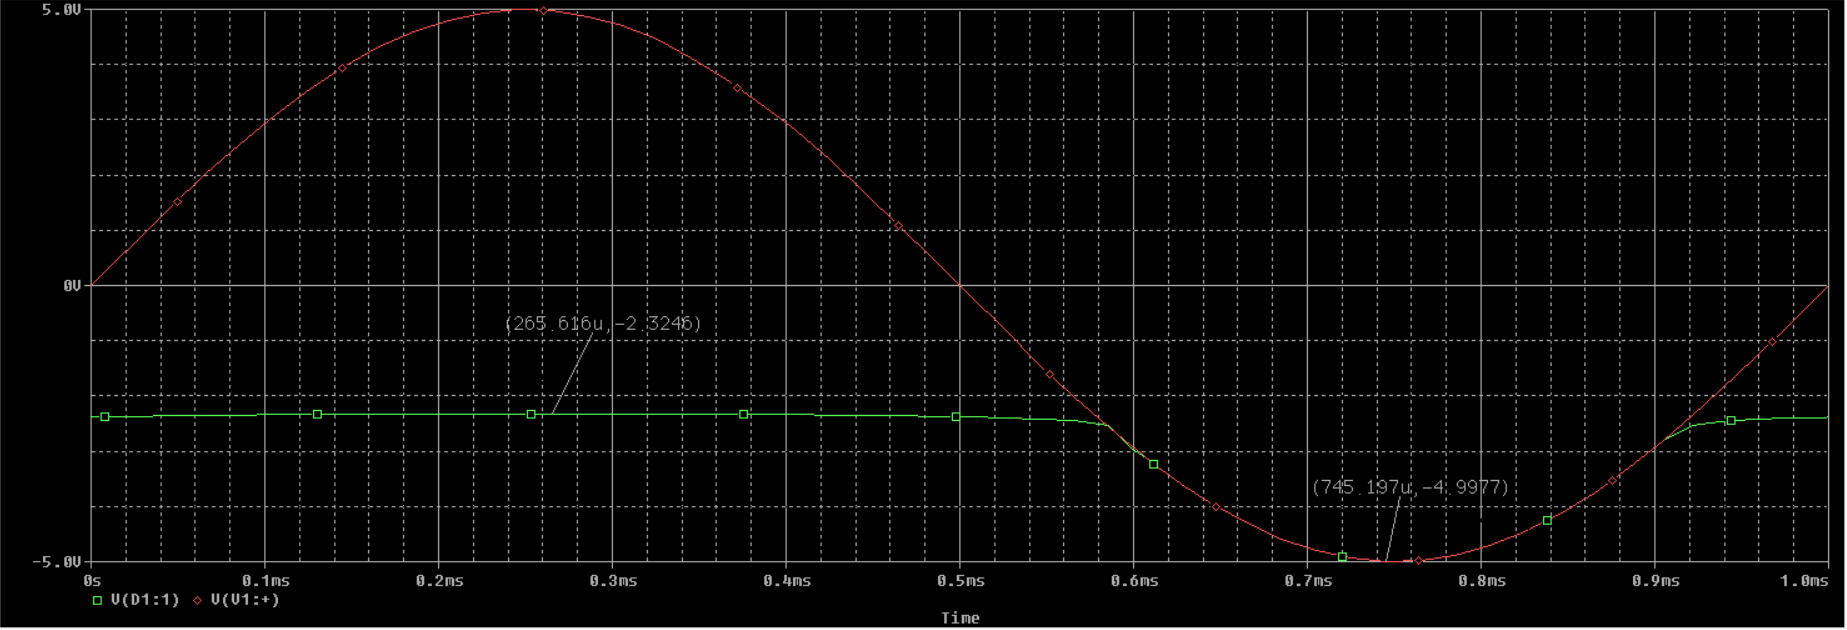 5.0V
0V
(265.616u,-2.3246)
(745.197u,-4.9977)
-5.0V
0s 0.1ms 0.2ms 0.3ms 0.4ms 0.5ms 0.6ms 0.7ms 0.8ms 0.9ms 1.0ms
V(D1:1) V(V1:+)
Time